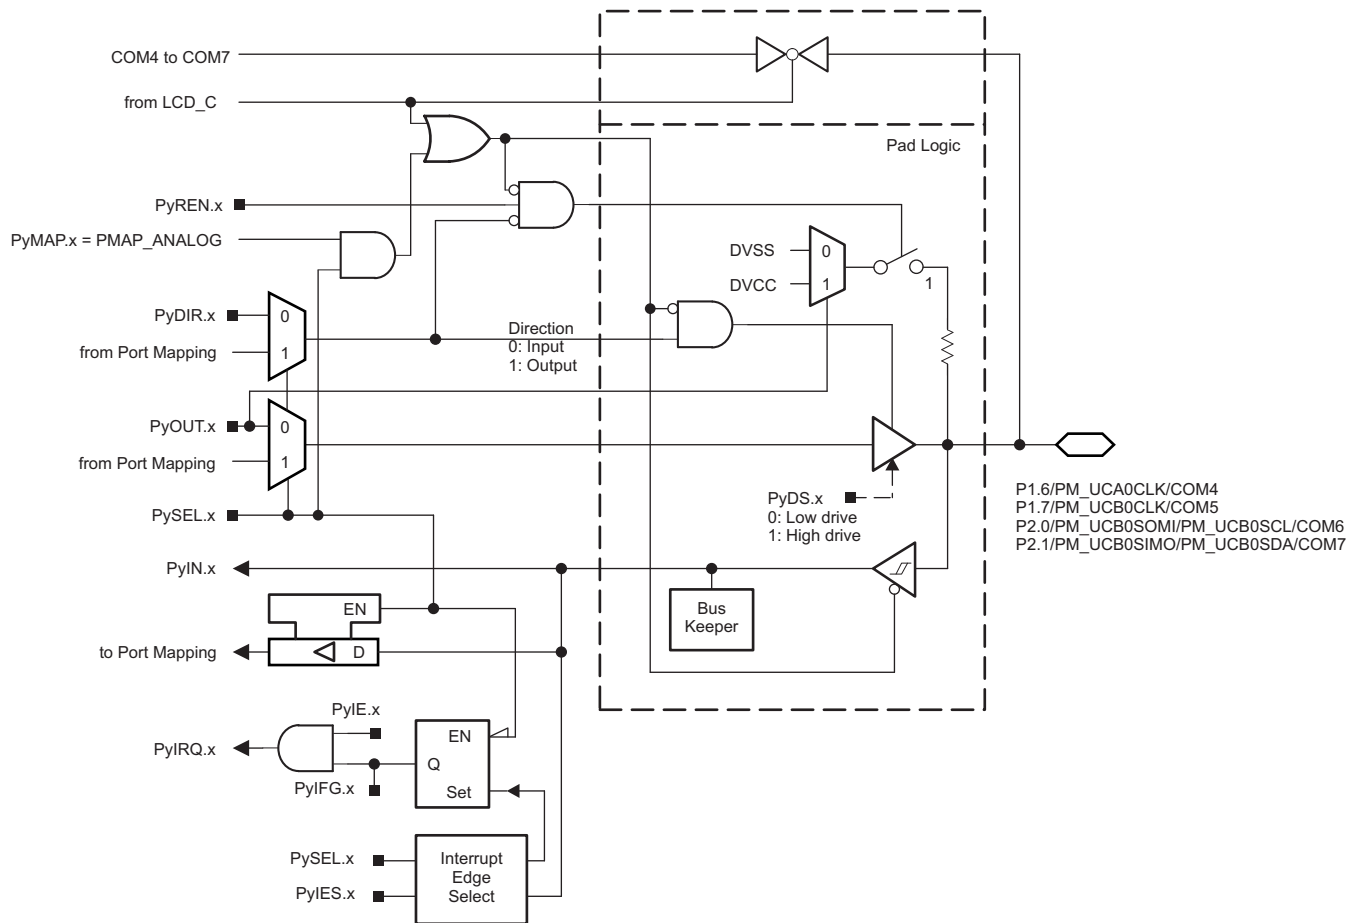 COM4 to COM7
from LCD_C
Pad Logic
PyREN.x
PyMAP.x = PMAP_ANALOG
DVSS
0
DVCC
1
1
PyDIR.x
0
from Port Mapping
1
Direction
0: Input
1: Output
PyOUT.x
0
from Port Mapping
1
PySEL.x
PyDS.x
0: Low drive
1: High drive
P1.6/PM_UCA0CLK/COM4
P1.7/PM_UCB0CLK/COM5
P2.0/PM_UCB0SOMI/PM_UCB0SCL/COM6
P2.1/PM_UCB0SIMO/PM_UCB0SDA/COM7
PyIN.x
Bus
Keeper
EN
to Port Mapping
D
PyIE.x
PyIRQ.x
EN
Q
PyIFG.x
Set
PySEL.x
PyIES.x
Interrupt
Edge
Select